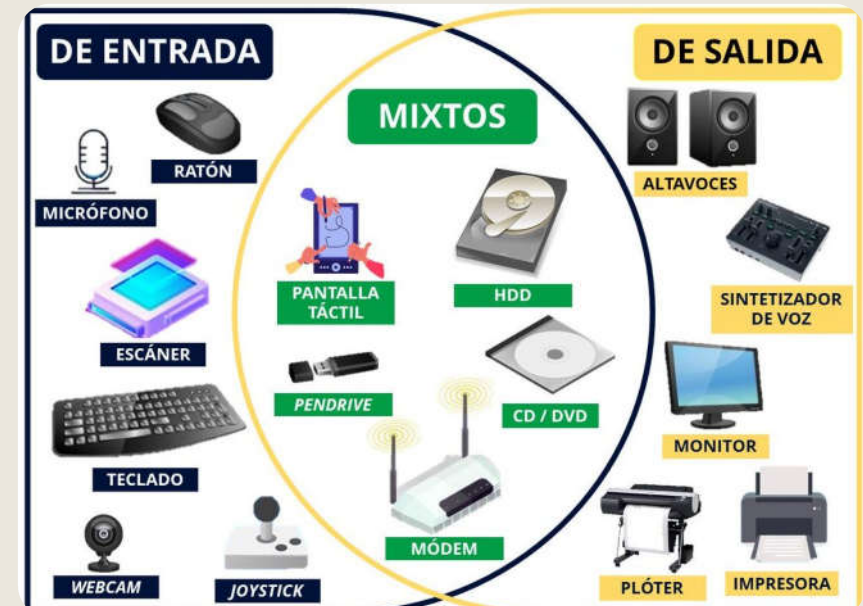 DE ENTRADA
RATÓN
MICRÓFONO
ESCÁNER
TECLADO
WEBCAM
JOYSTICK
MIXTOS
PANTALLA
TÁCTIL
HDD
PENDRIVE
CD / DVD
MÓDEM
DE SALIDA
ALTAVOCES
SINTETIZADOR
DE VOZ
MONITOR
PLÓTER
IMPRESORA